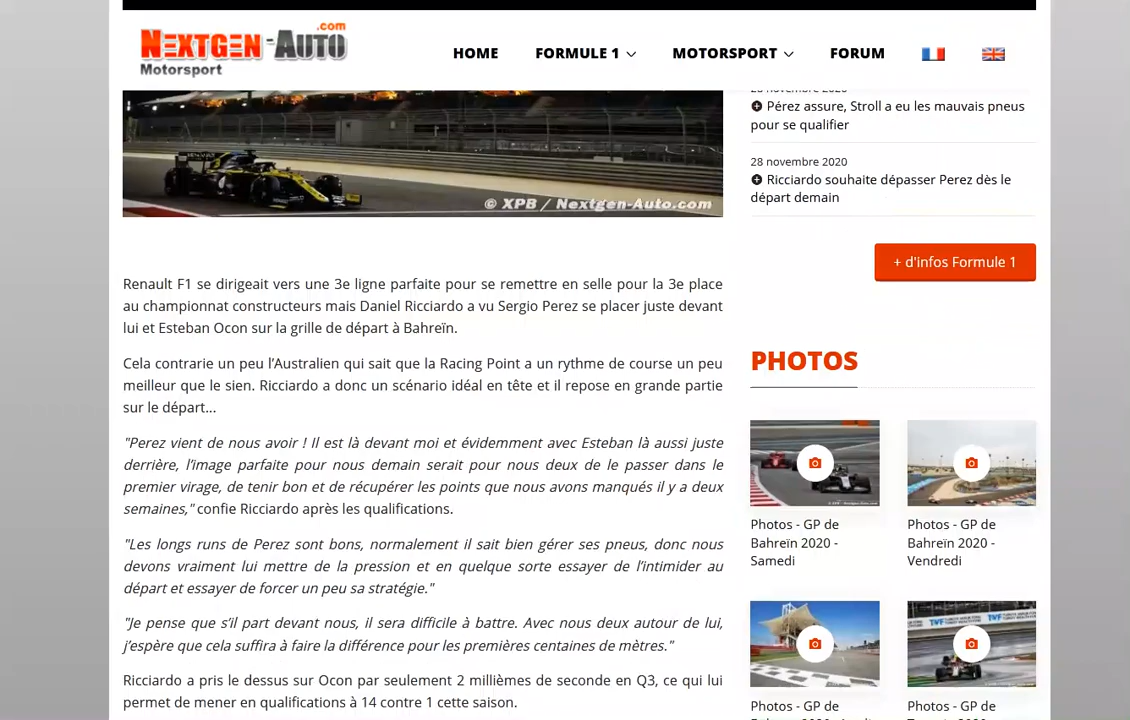 NEXTGEN-AUTO.com
Motorsport
HOME
FORMULE 1
MOTORSPORT
FORUM
© XPB / Nextgen-Auto.com
Renault F1 se dirigeait vers une 3e ligne parfaite pour se remettre en selle pour la 3e place
au championnat constructeurs mais Daniel Ricciardo a vu Sergio Perez se placer juste devant
lui et Esteban Ocon sur la grille de départ à Bahreïn.
Cela contrarie un peu l’Australien qui sait que la Racing Point a un rythme de course un peu
meilleur que le sien. Ricciardo a donc un scénario idéal en tête et il repose en grande partie
sur le départ...
"Perez vient de nous avoir ! Il est là devant moi et évidemment avec Esteban là aussi juste
derrière, l’image parfaite pour nous demain serait pour nous deux de le passer dans le
premier virage, de tenir bon et de récupérer les points que nous avons manqués il y a deux
semaines," confie Ricciardo après les qualifications.
"Les longs runs de Perez sont bons, normalement il sait bien gérer ses pneus, donc nous
devons vraiment lui mettre de la pression et en quelque sorte essayer de l’intimider au
départ et essayer de forcer un peu sa stratégie."
"Je pense que s’il part devant nous, il sera difficile à battre. Avec nous deux autour de lui,
j’espère que cela suffira à faire la différence pour les premières centaines de mètres."
Ricciardo a pris le dessus sur Ocon par seulement 2 millièmes de seconde en Q3, ce qui lui
permet de mener en qualifications à 14 contre 1 cette saison.
28 novembre 2020
Pérez assure, Stroll a eu les mauvais pneus
pour se qualifier
28 novembre 2020
Ricciardo souhaite dépasser Perez dès le
départ demain
+ d'infos Formule 1
PHOTOS
Photos - GP de
Bahreïn 2020 -
Samedi
Photos - GP de
Bahreïn 2020 -
Vendredi
Photos - GP de
Photos - GP de